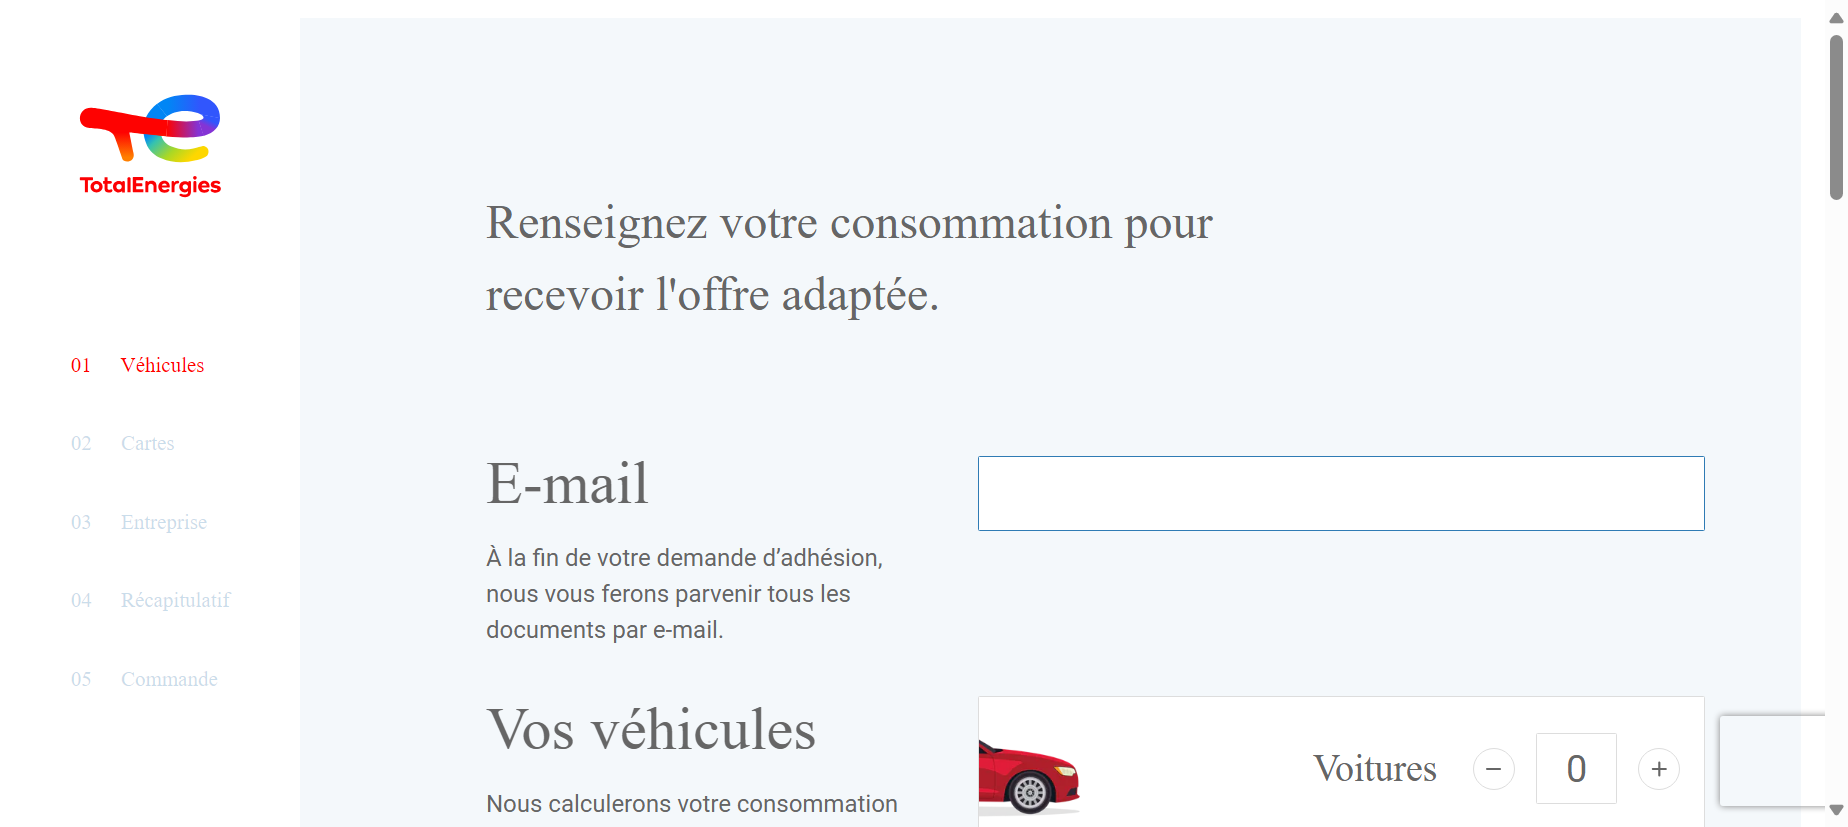 TotalEnergies
01 Véhicules
02 Cartes
03 Entreprise
04 Récapitulatif
05 Commande
Renseignez votre consommation pour
recevoir l'offre adaptée.
E-mail
À la fin de votre demande d’adhésion,
nous vous ferons parvenir tous les
documents par e-mail.
Vos véhicules
Nous calculerons votre consommation
Voitures − 0 +